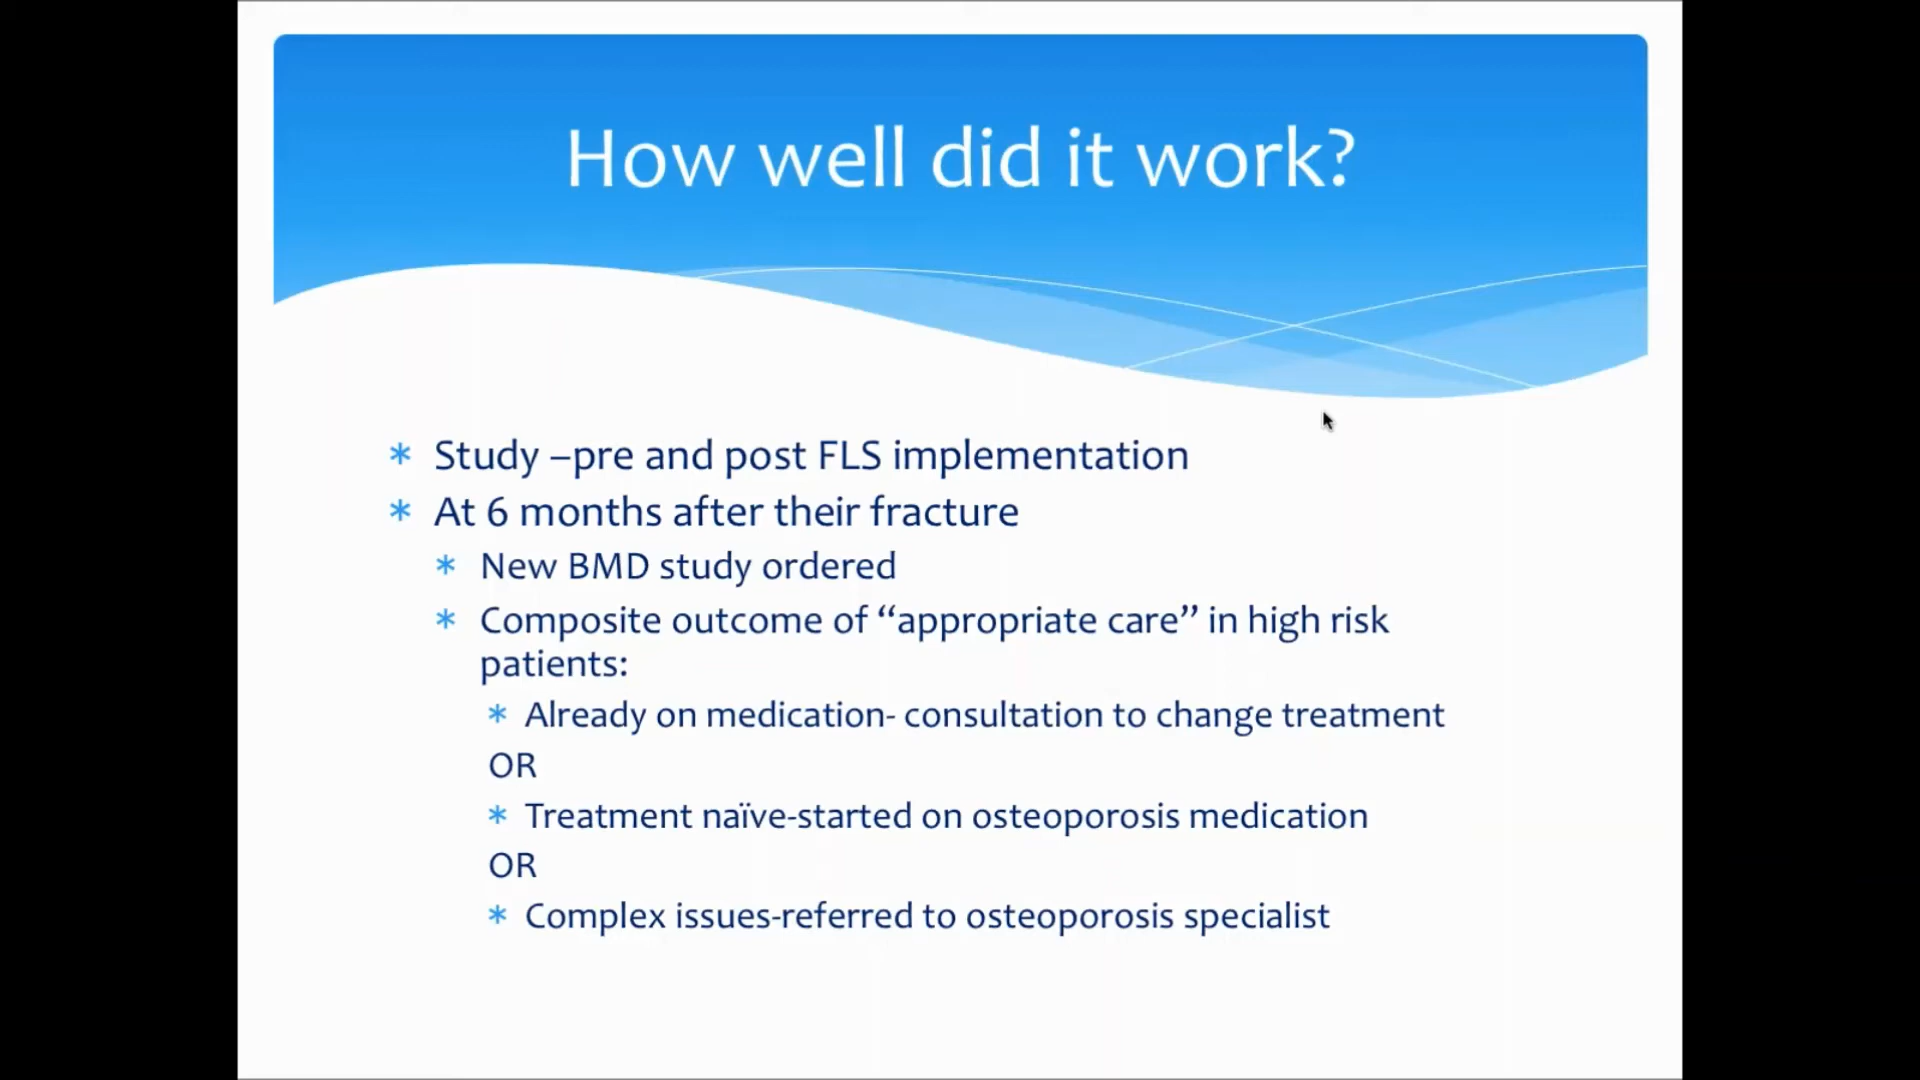 How well did it work?
* Study –pre and post FLS implementation
* At 6 months after their fracture
* New BMD study ordered
* Composite outcome of “appropriate care” in high risk
patients:
* Already on medication- consultation to change treatment
OR
* Treatment naïve-started on osteoporosis medication
OR
* Complex issues-referred to osteoporosis specialist